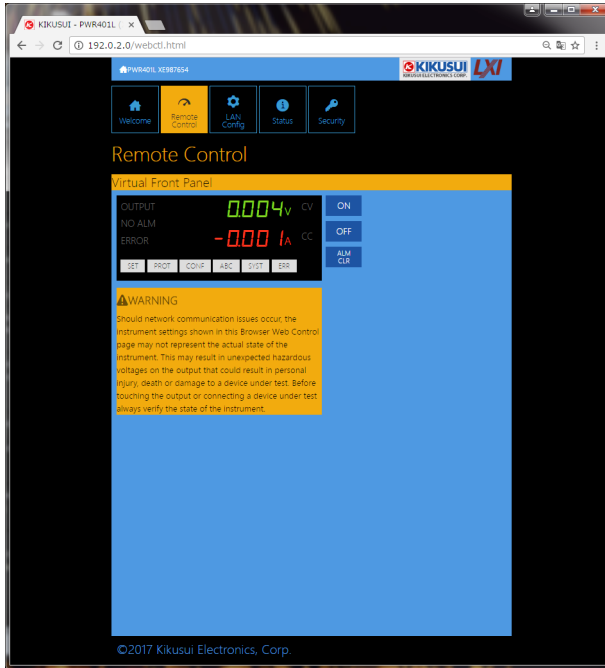 KIKUSUI - PWR401L (
192.0.2.0/webctl.html
PWR401L XE987654
KIKUSUI
KIKUSUI ELECTRONICS CORP.
LXI
Welcome
Remote Control
LAN Config
Status
Security
Remote Control
Virtual Front Panel
OUTPUT
0.004V CV
ON
NO ALM
OFF
ERROR
-0.001A CC
ALM CLR
SET PROT CONF ABC SYST ERR
WARNING
Should network communication issues occur, the
instrument settings shown in this Browser Web Control
page may not represent the actual state of the
instrument. This may result in unexpected hazardous
voltages on the output that could result in personal
injury, death or damage to a device under test. Before
touching the output or connecting a device under test
always verify the state of the instrument.
©2017 Kikusui Electronics, Corp.